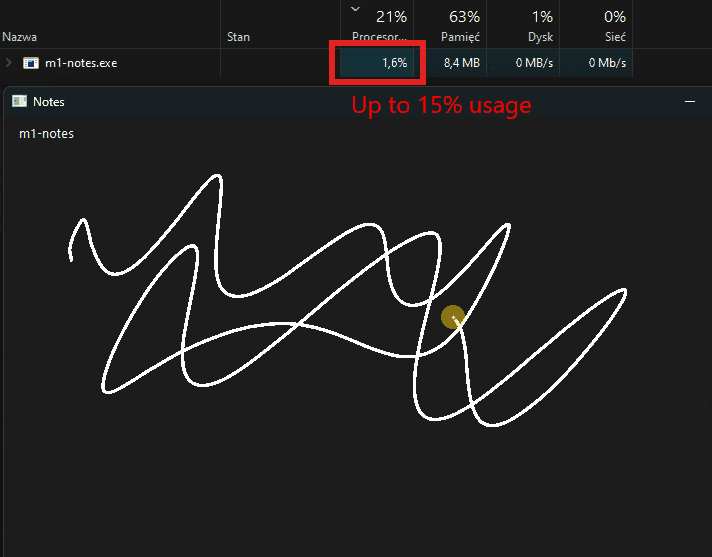 21% 63% 1% 0%
Nazwa Stan Procesor... Pamięć Dysk Sieć
m1-notes.exe 1,6% 8,4 MB 0 MB/s 0 Mb/s
Notes
Up to 15% usage
m1-notes